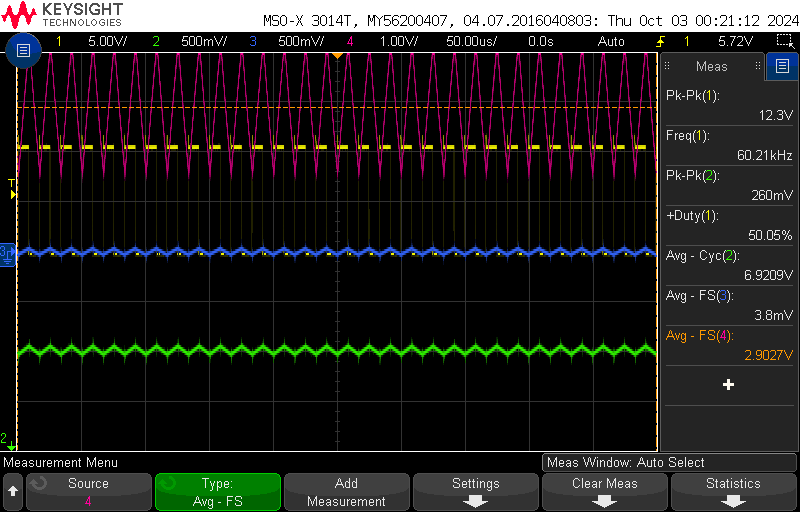 KEYSIGHT
TECHNOLOGIES
MSO-X 3014T, MY56200407, 04.07.2016040803: Thu Oct 03 00:21:12 2024
1 5.00V/ 2 500mV/ 3 500mV/ 4 1.00V/ 50.00us/ 0.0s Auto 1 5.72V
Meas
Pk-Pk(1):
12.3V
Freq(1):
60.21kHz
Pk-Pk(2):
260mV
+Duty(1):
50.05%
Avg - Cyc(2):
6.9209V
Avg - FS(3):
3.8mV
Avg - FS(4):
2.9027V
T
3
2
Measurement Menu
Meas Window: Auto Select
Source
4
Type:
Avg - FS
Add
Measurement
Settings
Clear Meas
Statistics